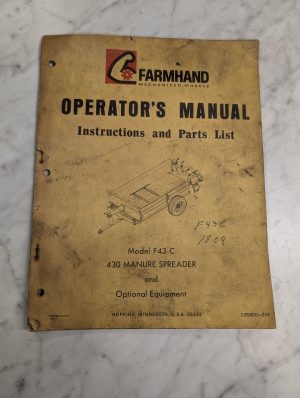 FARMHAND
MECHANIZED MUSCLE
OPERATOR'S MANUAL
Instructions and Parts List
F43C
1809
Model F43-C
430 MANURE SPREADER
and
Optional Equipment
HOPKINS, MINNESOTA, U.S.A. 55343